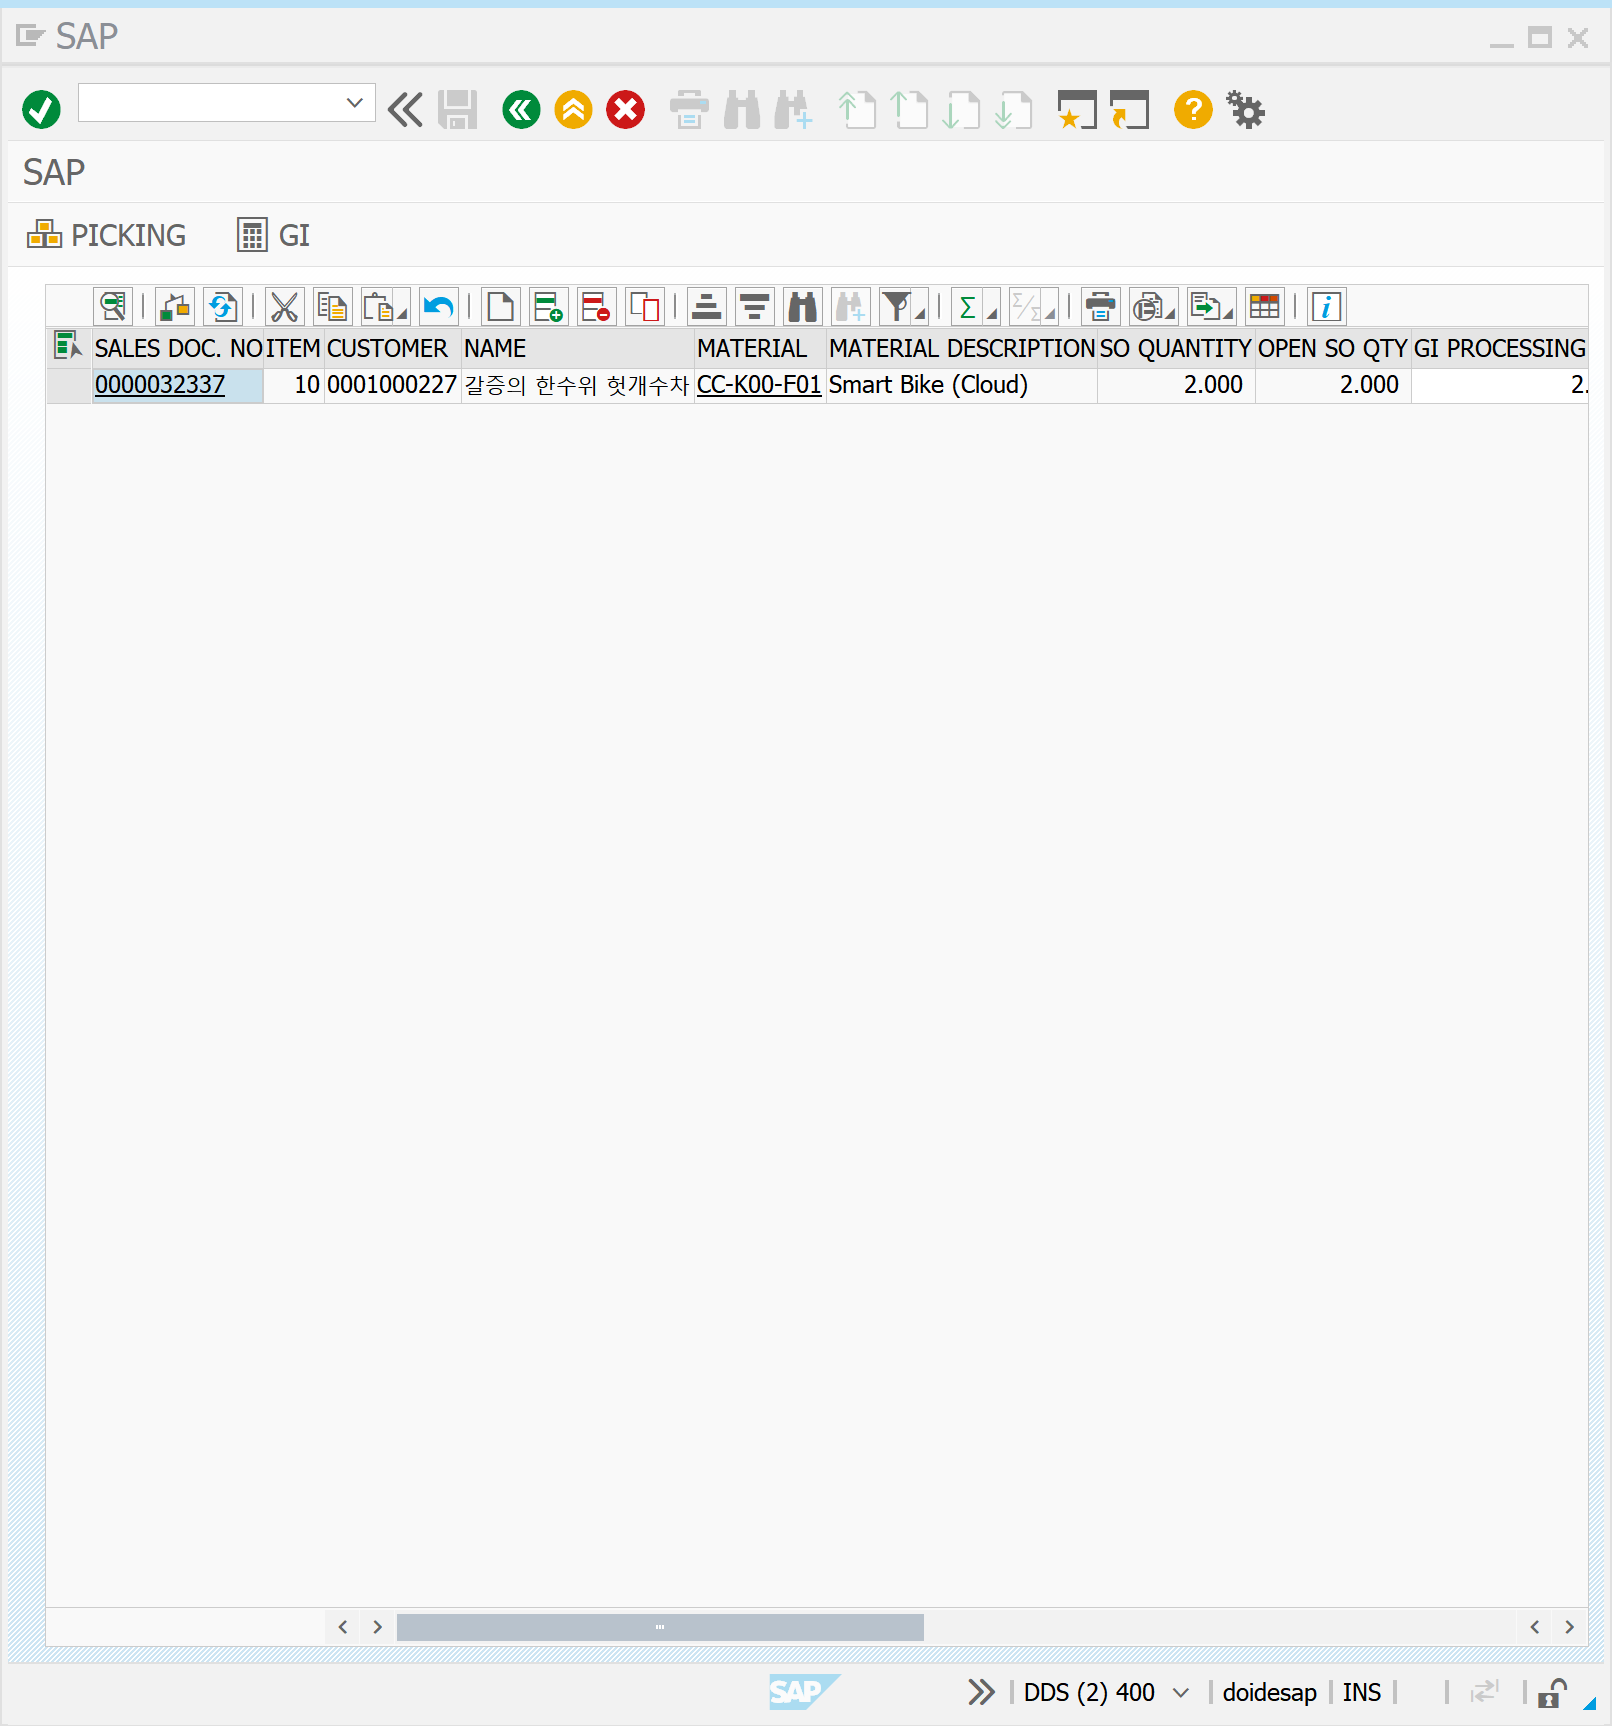 SAP
SAP
PICKING GI
SALES DOC. NO ITEM CUSTOMER NAME MATERIAL MATERIAL DESCRIPTION SO QUANTITY OPEN SO QTY GI PROCESSING
0000032337 10 0001000227 갈증의 한수위 헛개수차 CC-K00-F01 Smart Bike (Cloud) 2.000 2.000 2.
SAP DDS (2) 400 doidesap INS